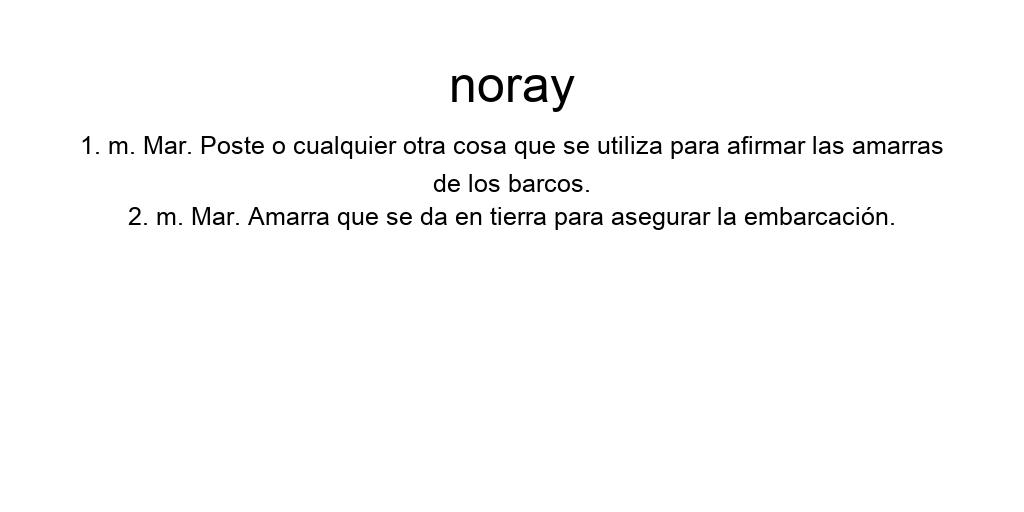 noray
1. m. Mar. Poste o cualquier otra cosa que se utiliza para afirmar las amarras
de los barcos.
2. m. Mar. Amarra que se da en tierra para asegurar la embarcación.